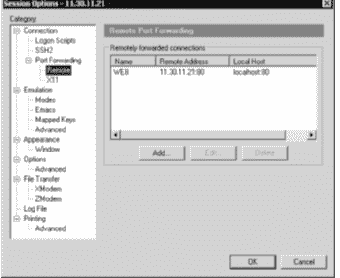 Session Options - 11.30.11.21
Category
Connection
Logon Scripts
SSH2
Port Forwarding
Remote
X11
Emulation
Modes
Emacs
Mapped Keys
Advanced
Appearance
Window
Options
Advanced
File Transfer
XModem
ZModem
Log File
Printing
Advanced
Remote Port Forwarding
Remotely forwarded connections
Name Remote Address Local Host
WEB 11.30.11.21:80 localhost:80
Add... Edit... Delete
OK Cancel